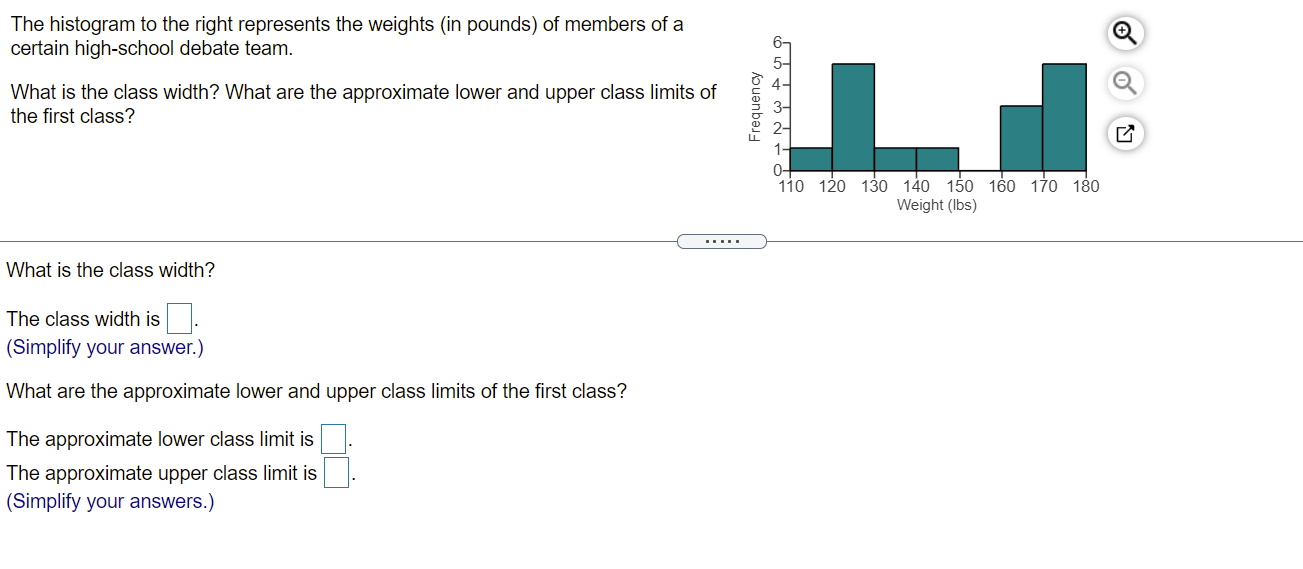 The histogram to the right represents the weights (in pounds) of members of a
certain high-school debate team.
What is the class width? What are the approximate lower and upper class limits of
the first class?
6
5
4
3
2
1
0
Frequency
110 120 130 140 150 160 170 180
Weight (lbs)
What is the class width?
The class width is .
(Simplify your answer.)
What are the approximate lower and upper class limits of the first class?
The approximate lower class limit is .
The approximate upper class limit is .
(Simplify your answers.)